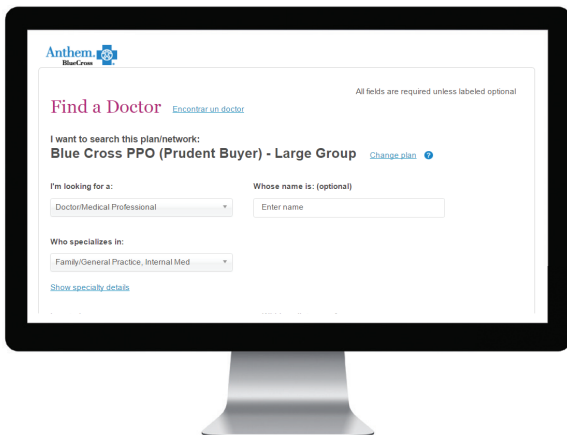 Anthem.
BlueCross
All fields are required unless labeled optional
Find a Doctor Encontrar un doctor
I want to search this plan/network:
Blue Cross PPO (Prudent Buyer) - Large Group Change plan ?
I'm looking for a: Whose name is: (optional)
Doctor/Medical Professional Enter name
Who specializes in:
Family/General Practice, Internal Med
Show specialty details